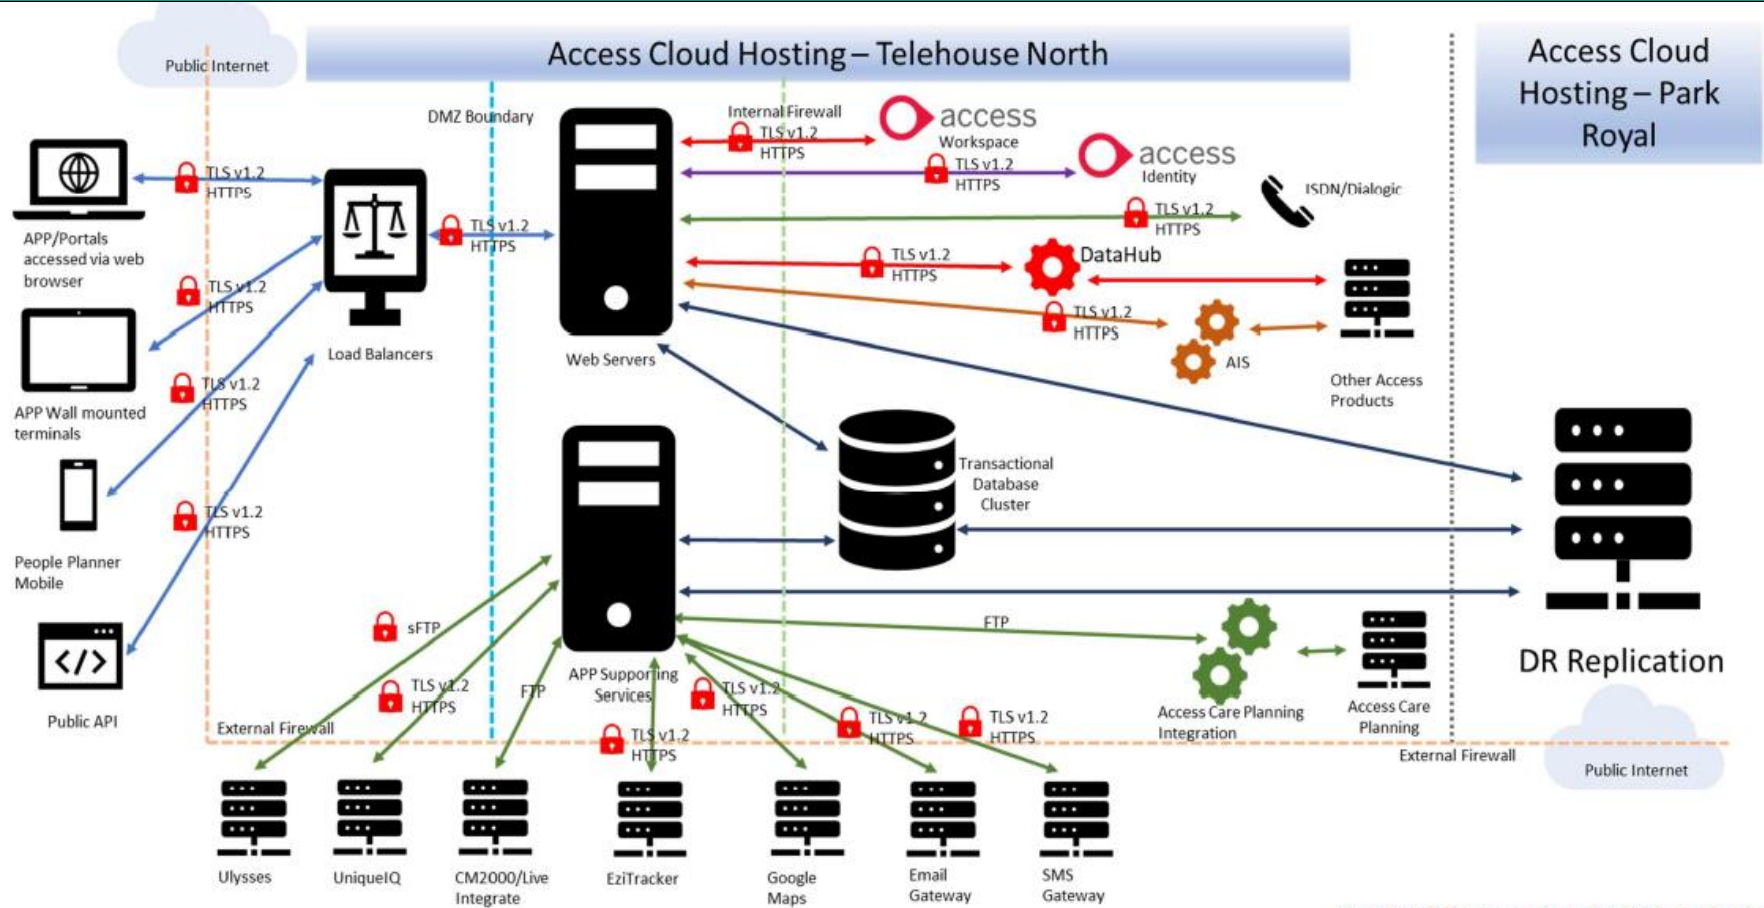 Public Internet
Access Cloud Hosting – Telehouse North
Access Cloud
Hosting – Park
Royal
DMZ Boundary
Internal Firewall
TLS v1.2
HTTPS
access
Workspace
TLS v1.2
HTTPS
access
Identity
TLS v1.2
HTTPS
ISDN/Dialogic
TLS v1.2
HTTPS
APP/Portals
accessed via web
browser
TLS v1.2
HTTPS
TLS v1.2
HTTPS
DataHub
TLS v1.2
HTTPS
TLS v1.2
HTTPS
AIS
Load Balancers
Web Servers
Other Access
Products
APP Wall mounted
terminals
TLS v1.2
HTTPS
Transactional
Database
Cluster
TLS v1.2
HTTPS
People Planner
Mobile
sFTP
FTP
DR Replication
Public API
TLS v1.2
HTTPS
FTP
APP Supporting
Services
TLS v1.2
HTTPS
TLS v1.2
HTTPS
TLS v1.2
HTTPS
TLS v1.2
HTTPS
Access Care Planning
Integration
Access Care
Planning
External Firewall
External Firewall
Public Internet
Ulysses
UniqueIQ
CM2000/Live
Integrate
EziTracker
Google
Maps
Email
Gateway
SMS
Gateway